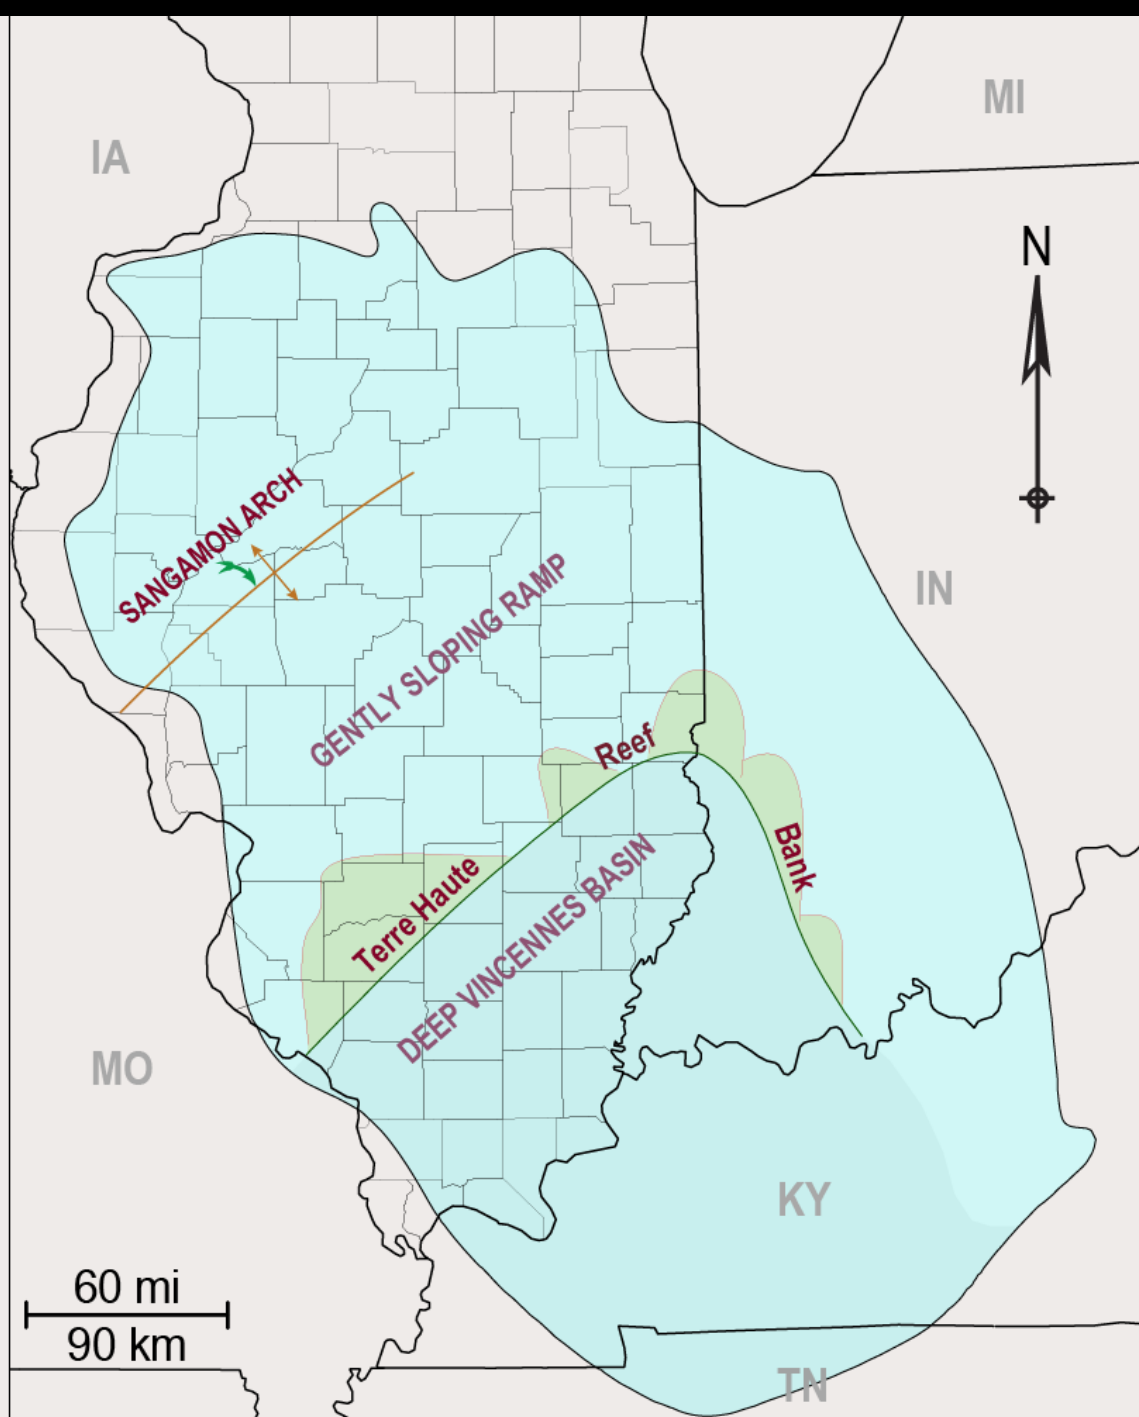 MI
IA
N
SANGAMON ARCH
IN
GENTLY SLOPING RAMP
Reef
Bank
Terre Haute
DEEP VINCENNES BASIN
MO
KY
60 mi
90 km
TN